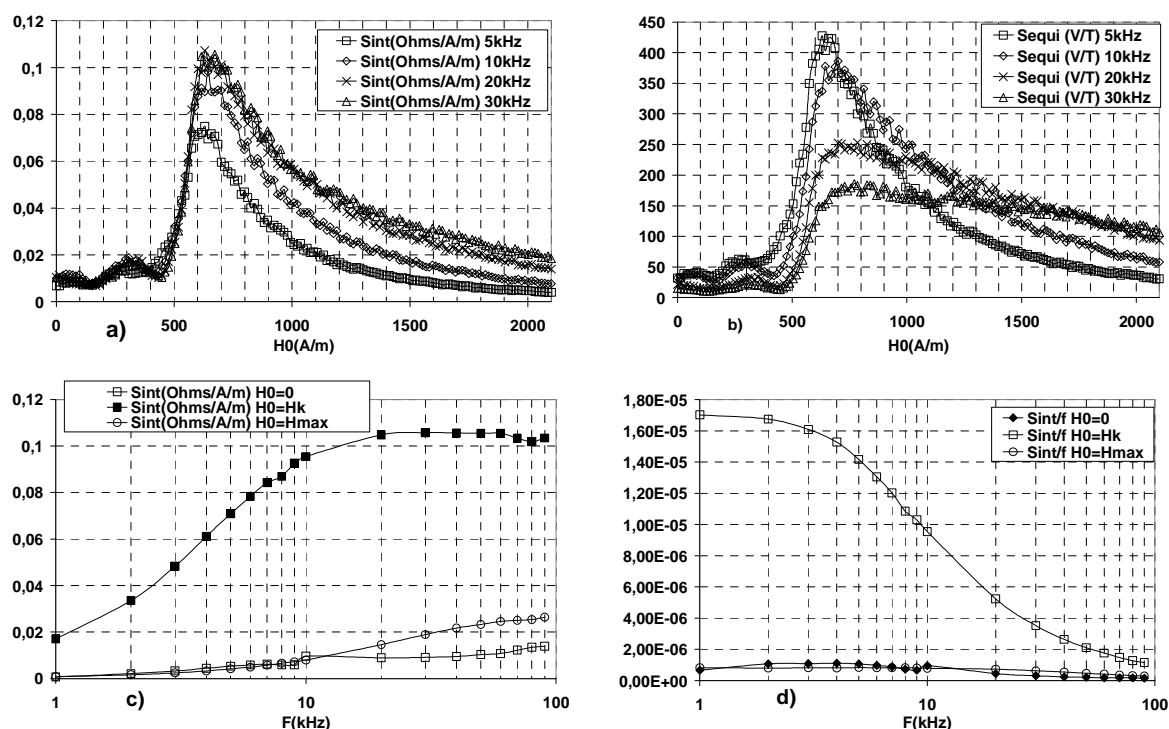 0,12
0,1
0,08
0,06
0,04
0,02
0
Sint(Ohms/A/m) 5kHz
Sint(Ohms/A/m) 10kHz
Sint(Ohms/A/m) 20kHz
Sint(Ohms/A/m) 30kHz
0 500 1000 1500 2000
a)
H0(A/m)
450
400
350
300
250
200
150
100
50
0
Sequi (V/T) 5kHz
Sequi (V/T) 10kHz
Sequi (V/T) 20kHz
Sequi (V/T) 30kHz
0 500 1000 1500 2000
b)
H0(A/m)
0,12
0,1
0,08
0,06
0,04
0,02
0
Sint(Ohms/A/m) H0=0
Sint(Ohms/A/m) H0=Hk
Sint(Ohms/A/m) H0=Hmax
1 10 100
c)
F(kHz)
1,80E-05
1,60E-05
1,40E-05
1,20E-05
1,00E-05
8,00E-06
6,00E-06
4,00E-06
2,00E-06
0,00E+00
Sint/f H0=0
Sint/f H0=Hk
Sint/f H0=Hmax
1 10 100
d)
F(kHz)